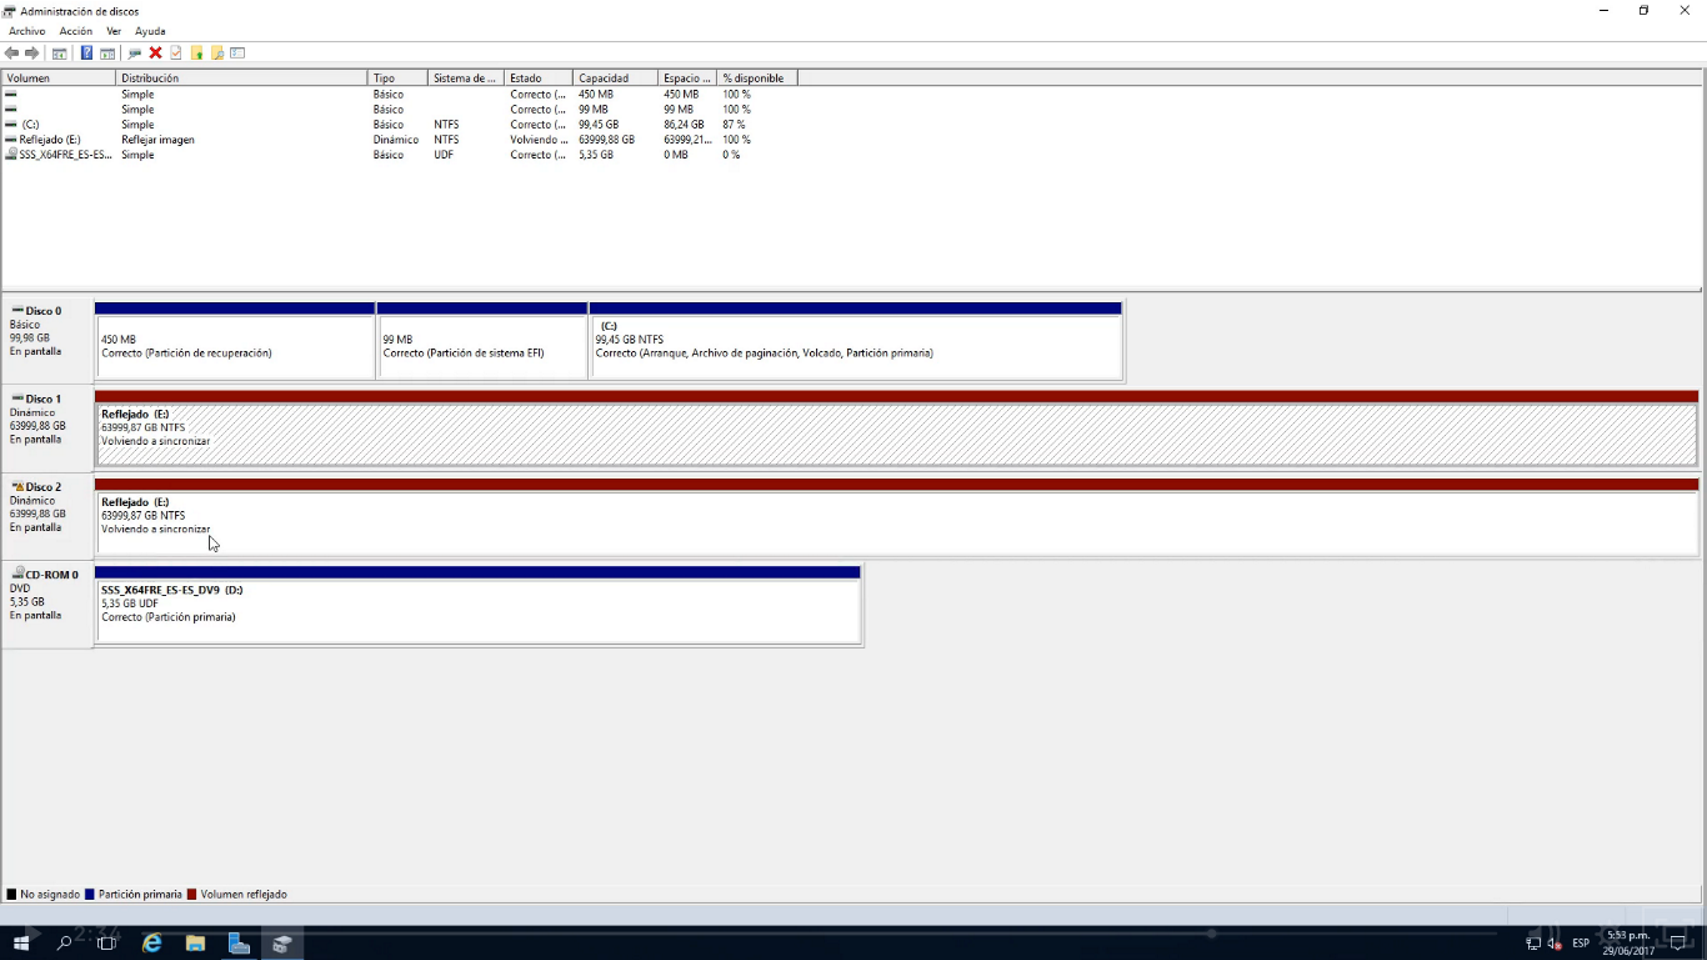 Administración de discos
Archivo Acción Ver Ayuda
Volumen Distribución Tipo Sistema de ... Estado Capacidad Espacio ... % disponible
Simple Básico Correcto (... 450 MB 450 MB 100 %
Simple Básico Correcto (... 99 MB 99 MB 100 %
(C:) Simple Básico NTFS Correcto (... 99,45 GB 86,24 GB 87 %
Reflejado (E:) Reflejar imagen Dinámico NTFS Volviendo ... 63999,88 GB 63999,21... 100 %
SSS_X64FRE_ES-ES... Simple Básico UDF Correcto (... 5,35 GB 0 MB 0 %
Disco 0
Básico
99,98 GB
En pantalla
450 MB
Correcto (Partición de recuperación)
99 MB
Correcto (Partición de sistema EFI)
(C:)
99,45 GB NTFS
Correcto (Arranque, Archivo de paginación, Volcado, Partición primaria)
Disco 1
Dinámico
63999,88 GB
En pantalla
Reflejado (E:)
63999,87 GB NTFS
Volviendo a sincronizar
Disco 2
Dinámico
63999,88 GB
En pantalla
Reflejado (E:)
63999,87 GB NTFS
Volviendo a sincronizar
CD-ROM 0
DVD
5,35 GB
En pantalla
SSS_X64FRE_ES-ES_DV9 (D:)
5,35 GB UDF
Correcto (Partición primaria)
No asignado Partición primaria Volumen reflejado
2:34
ESP
5:53 p.m.
29/06/2017